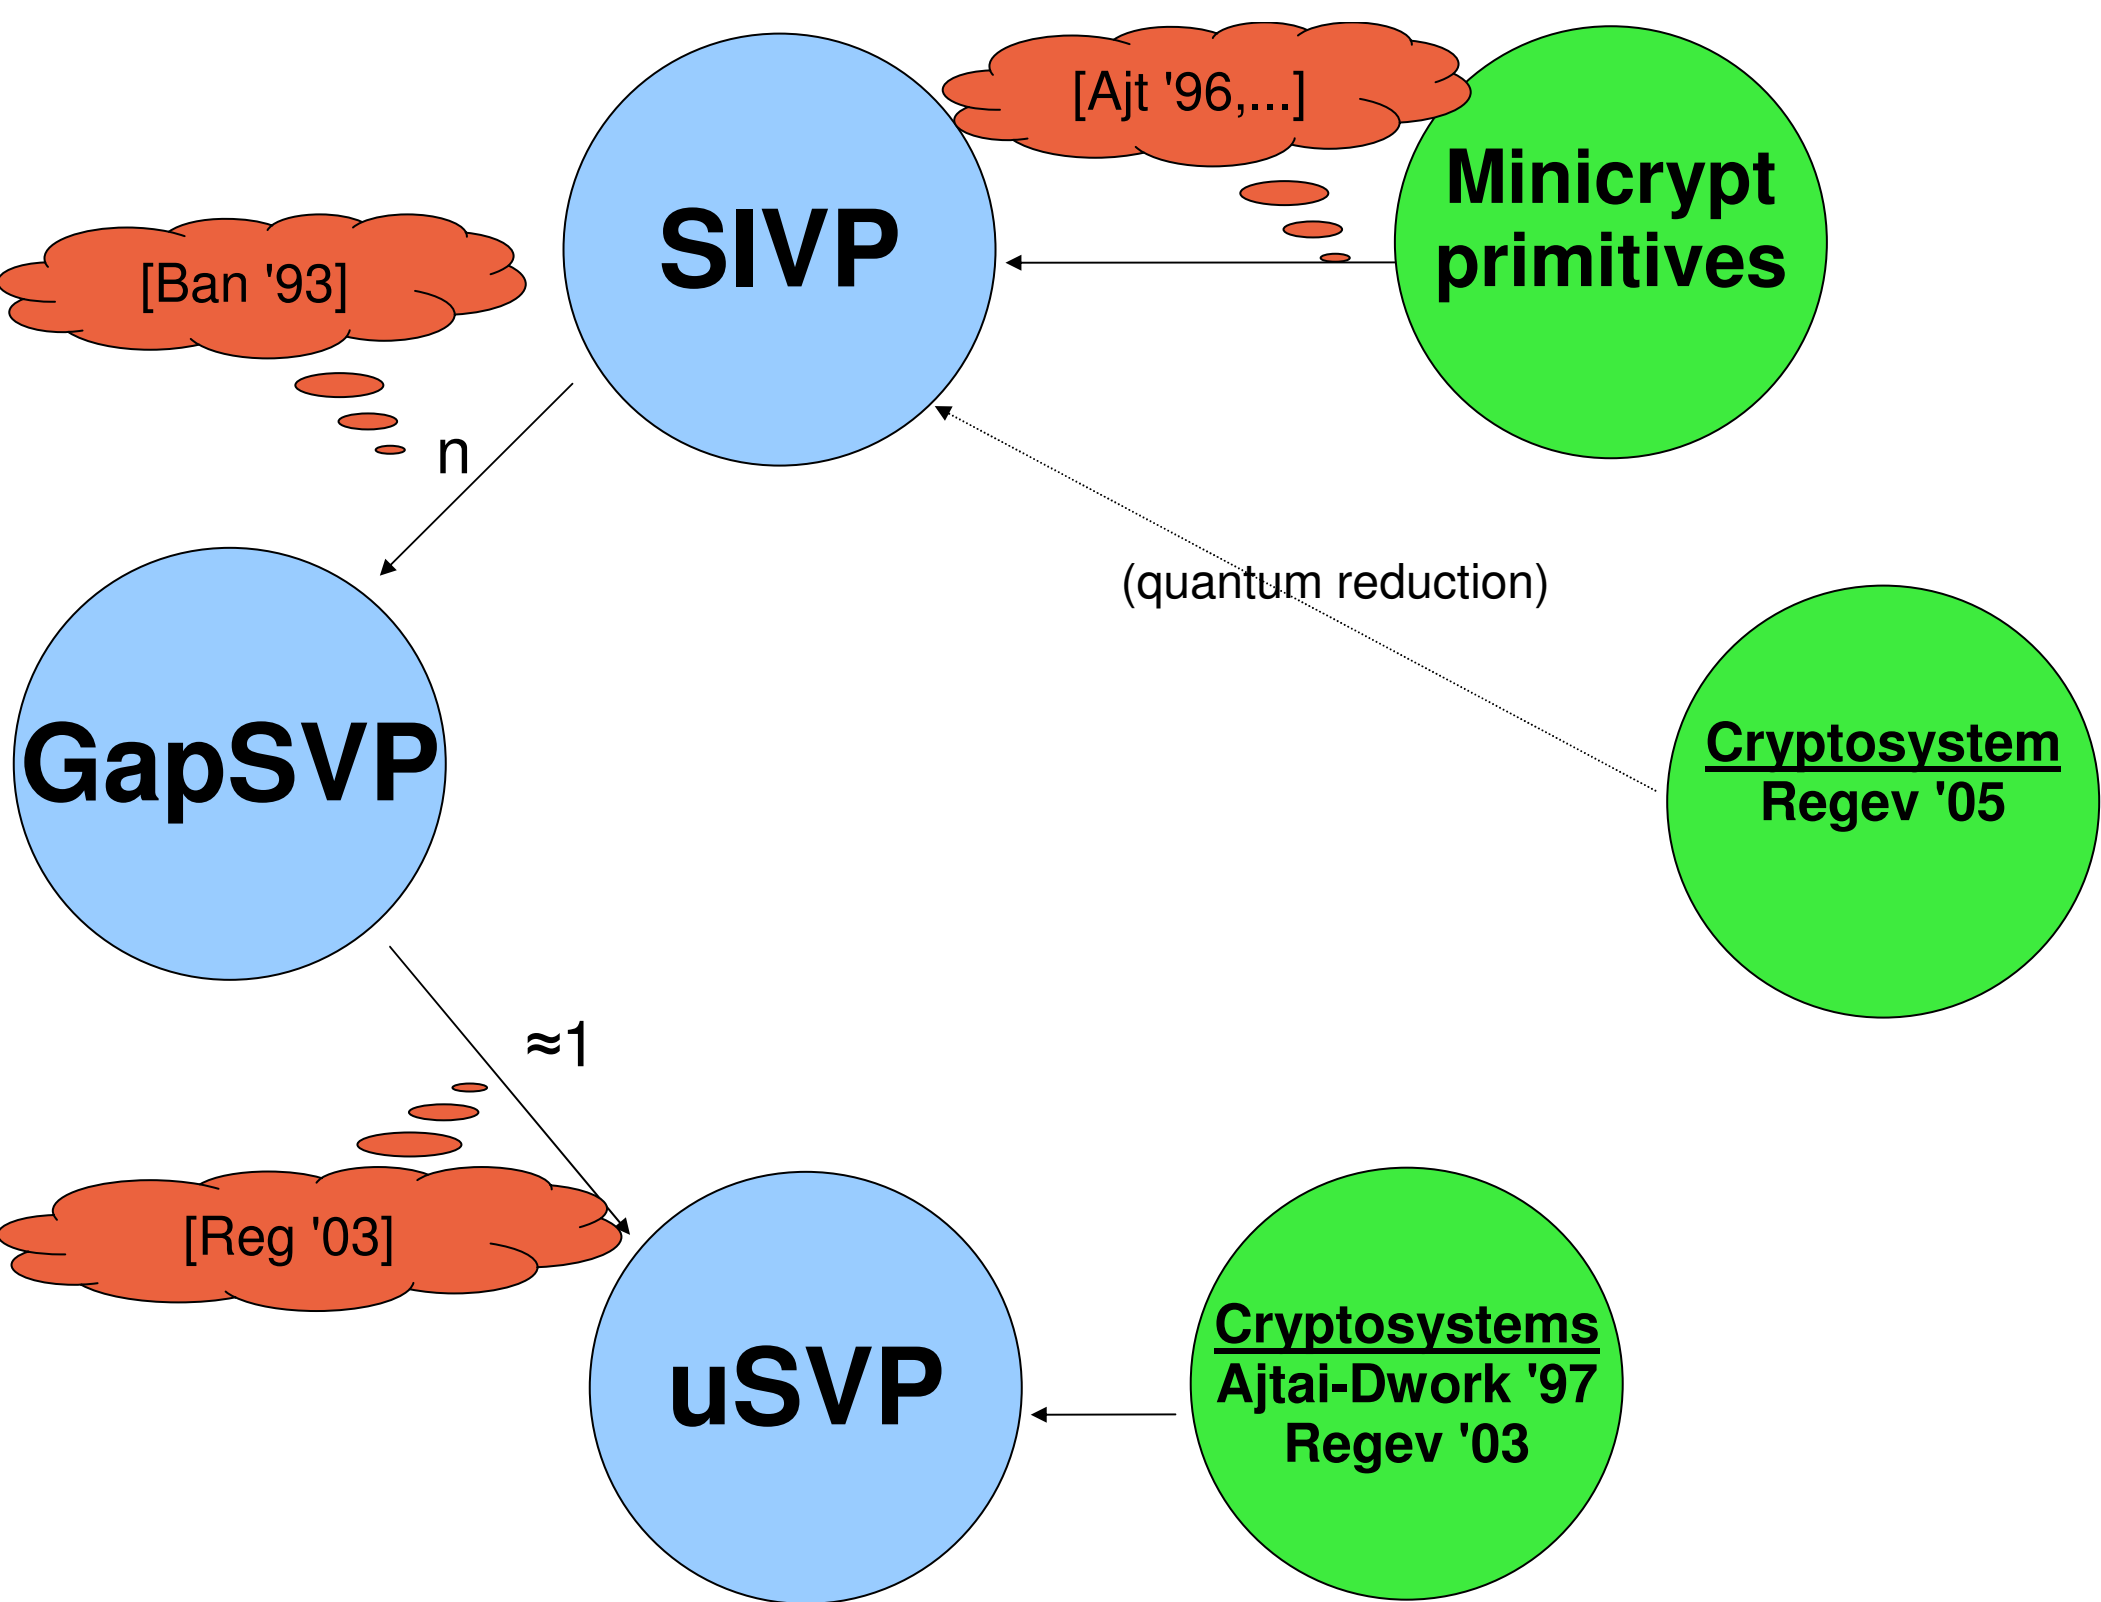 [Ajt '96,...]
SIVP
Minicrypt
primitives
[Ban '93]
n
(quantum reduction)
GapSVP
Cryptosystem
Regev '05
≈1
[Reg '03]
uSVP
Cryptosystems
Ajtai-Dwork '97
Regev '03